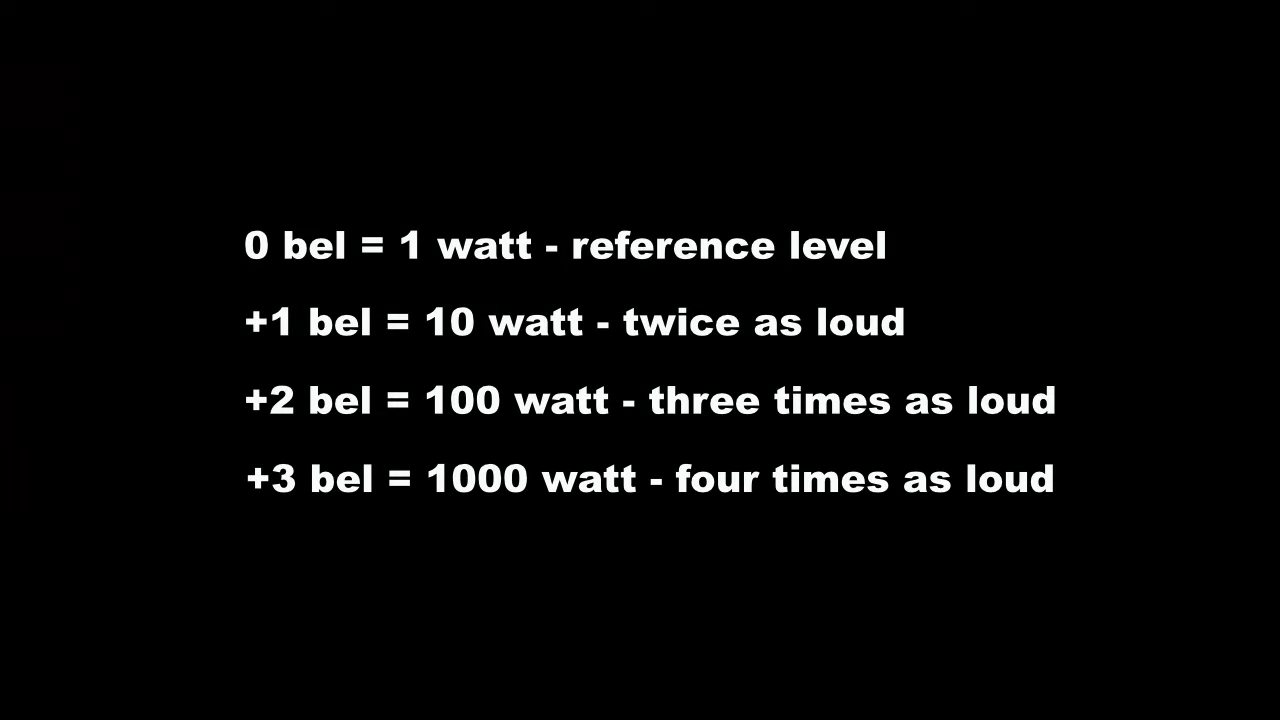 0 bel = 1 watt - reference level
+1 bel = 10 watt - twice as loud
+2 bel = 100 watt - three times as loud
+3 bel = 1000 watt - four times as loud